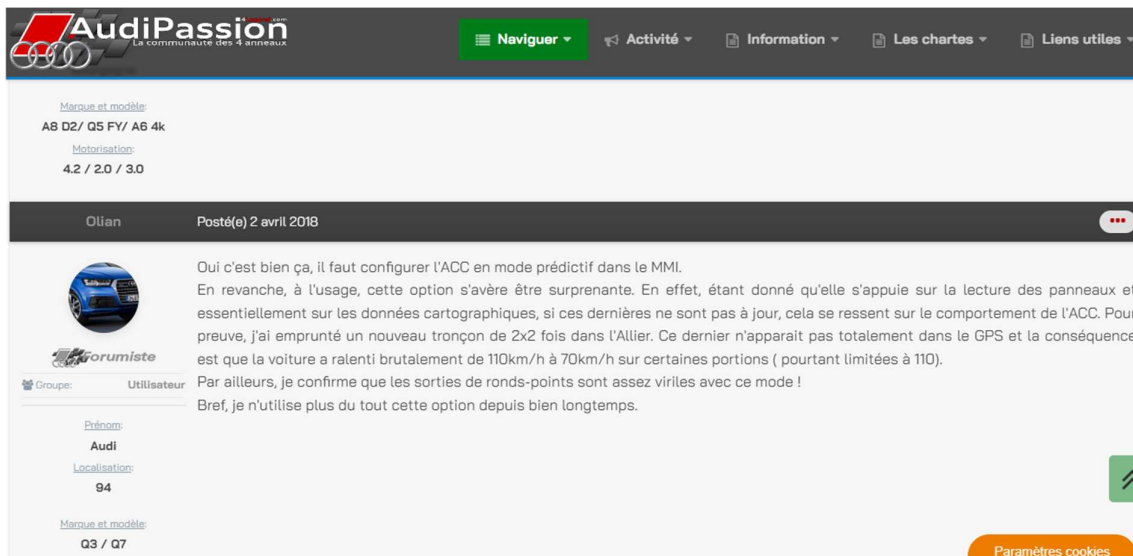 AudiPassion
4 .com
La communauté des 4 anneaux
Naviguer
Activité
Information
Les chartes
Liens utiles
Marque et modèle:
A8 D2/ Q5 FY/ A6 4k
Motorisation:
4.2 / 2.0 / 3.0
Olian
Posté(e) 2 avril 2018
Oui c'est bien ça, il faut configurer l'ACC en mode prédictif dans le MMI.
En revanche, à l'usage, cette option s'avère être surprenante. En effet, étant donné qu'elle s'appuie sur la lecture des panneaux et
essentiellement sur les données cartographiques, si ces dernières ne sont pas à jour, cela se ressent sur le comportement de l'ACC. Pour
preuve, j'ai emprunté un nouveau tronçon de 2x2 fois dans l'Allier. Ce dernier n'apparait pas totalement dans le GPS et la conséquence
est que la voiture a ralenti brutalement de 110km/h à 70km/h sur certaines portions ( pourtant limitées à 110).
Par ailleurs, je confirme que les sorties de ronds-points sont assez viriles avec ce mode !
Bref, je n'utilise plus du tout cette option depuis bien longtemps.
Forumiste
Groupe: Utilisateur
Prénom:
Audi
Localisation:
94
Marque et modèle:
Q3 / Q7
Paramètres cookies